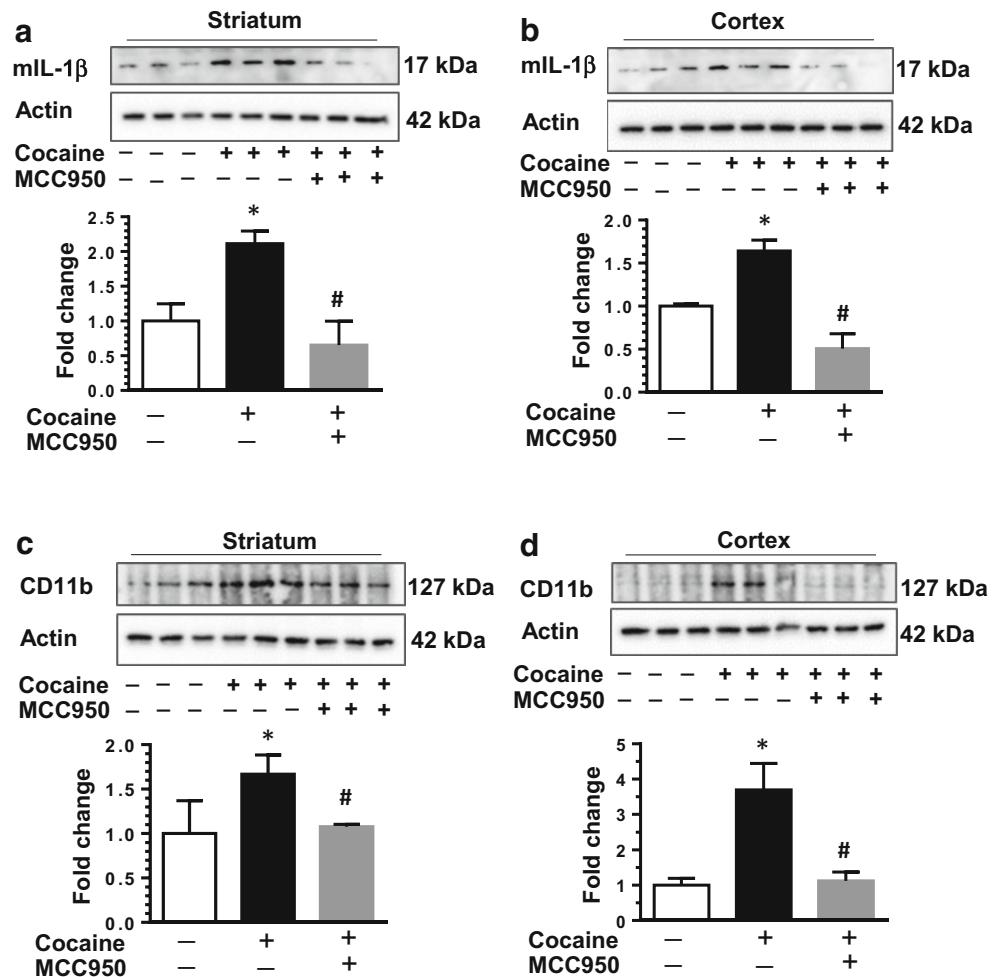 a
Striatum
mIL-1β 17 kDa
Actin 42 kDa
Cocaine – – – + + + + + +
MCC950 – – – – – – + + +
Fold change
2.5
2.0
1.5
1.0
0.5
0.0
*
#
Cocaine – + +
MCC950 – – +
b
Cortex
mIL-1β 17 kDa
Actin 42 kDa
Cocaine – – – + + + + + +
MCC950 – – – – – – + + +
Fold change
2.0
1.5
1.0
0.5
0.0
*
#
Cocaine – + +
MCC950 – – +
c
Striatum
CD11b 127 kDa
Actin 42 kDa
Cocaine – – – + + + + + +
MCC950 – – – – – – + + +
Fold change
2.0
1.5
1.0
0.5
0.0
*
#
Cocaine – + +
MCC950 – – +
d
Cortex
CD11b 127 kDa
Actin 42 kDa
Cocaine – – – + + + + + +
MCC950 – – – – – – + + +
Fold change
5
4
3
2
1
0
*
#
Cocaine – + +
MCC950 – – +